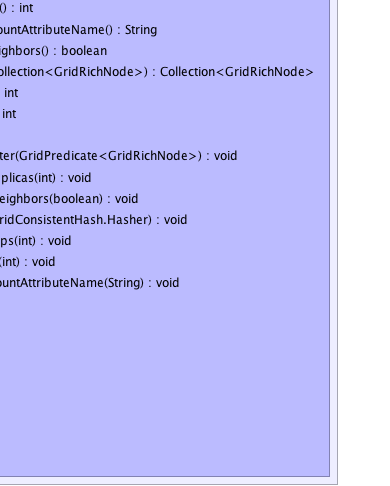 () : int
ountAttributeName() : String
eighbors() : boolean
ollection<GridRichNode>) : Collection<GridRichNode>
int
int
ter(GridPredicate<GridRichNode>) : void
plicas(int) : void
eighbors(boolean) : void
ridConsistentHash.Hasher) : void
ps(int) : void
(int) : void
ountAttributeName(String) : void